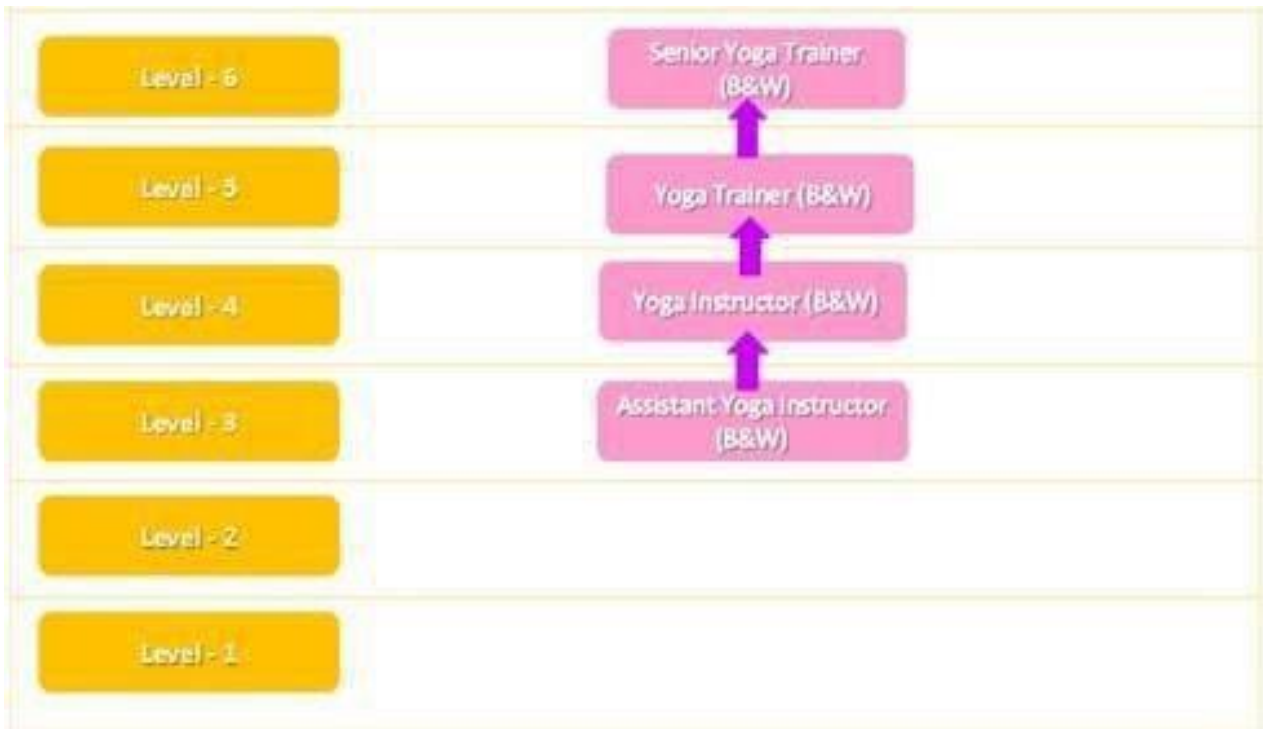 Level - 6
Senior Yoga Trainer
(B&W)
Level - 5
Yoga Trainer (B&W)
Level - 4
Yoga Instructor (B&W)
Level - 3
Assistant Yoga Instructor
(B&W)
Level - 2
Level - 1